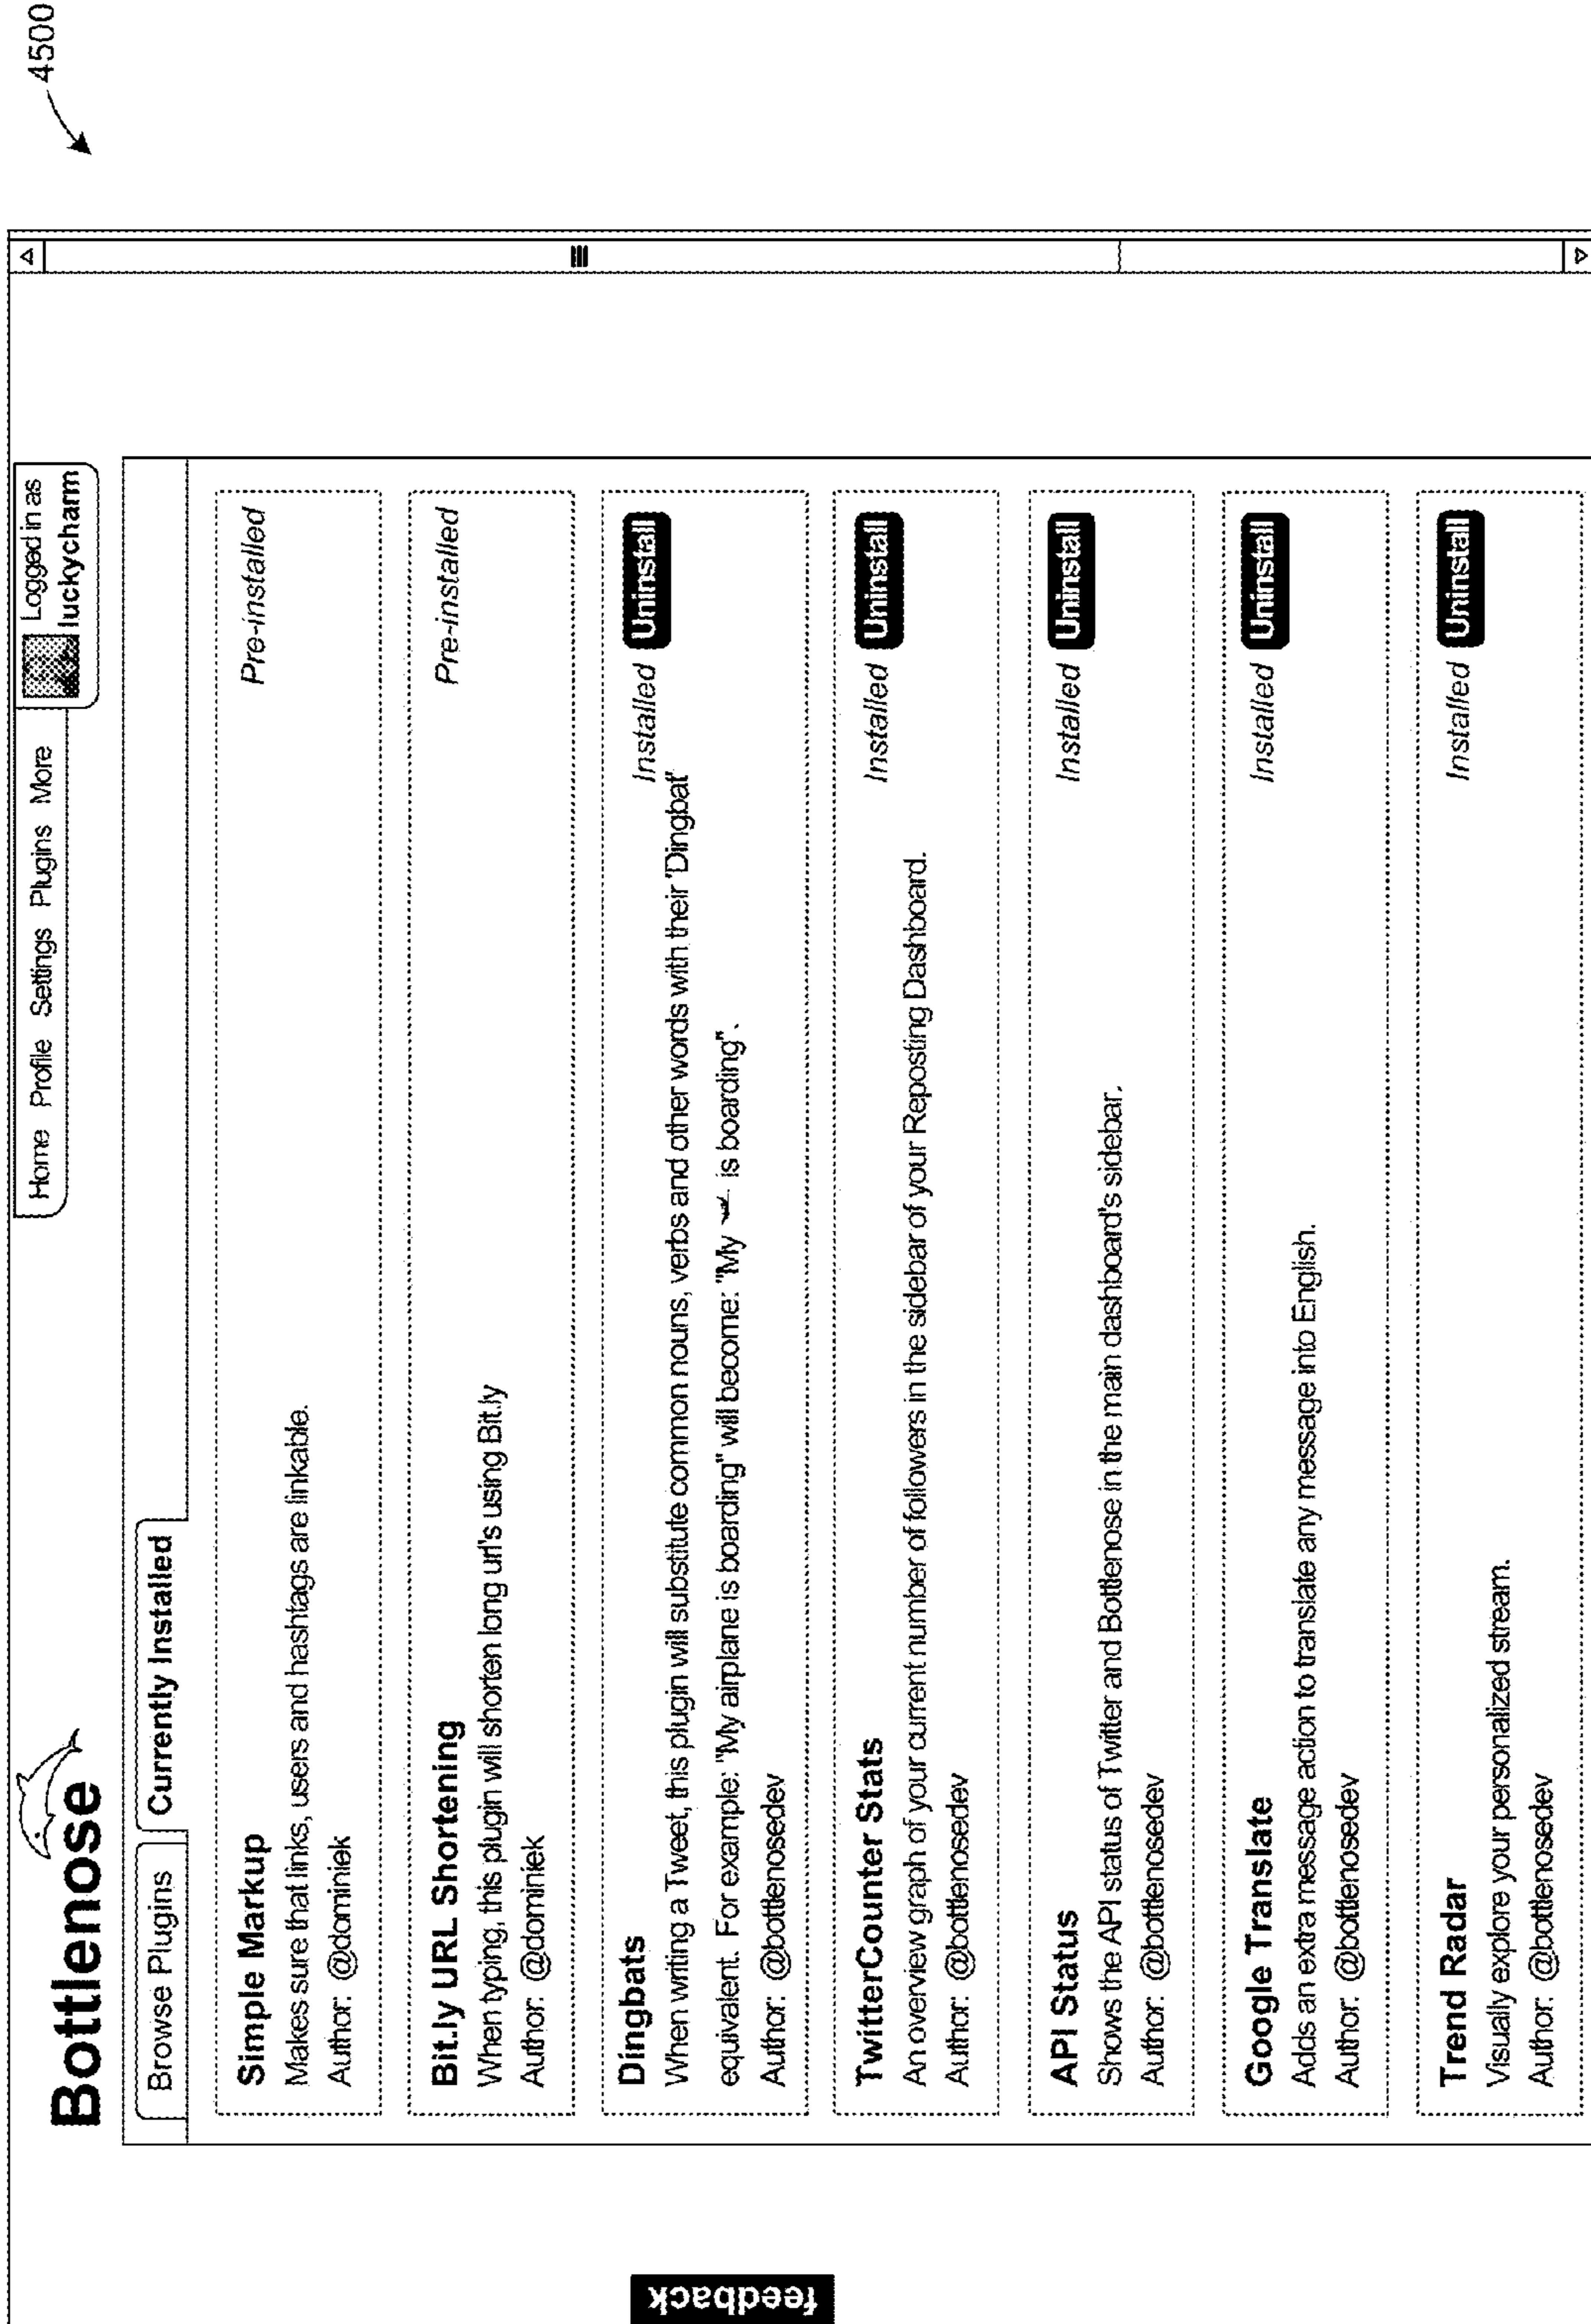 4500
Home Profile Settings Plugins More
Logged in as
luckycharm
Bottlenose
Browse Plugins
Currently Installed
Simple Markup
Pre-installed
Makes sure that links, users and hashtags are linkable.
Author: @dominiek
Bit.ly URL Shortening
Pre-installed
When typing, this plugin will shorten long url's using Bit.ly
Author: @dominiek
Dingbats
Installed Uninstall
When writing a Tweet, this plugin will substitute common nouns, verbs and other words with their 'Dingbat'
equivalent. For example: "My airplane is boarding" will become: "My is boarding".
Author: @bottlenosedev
TwitterCounter Stats
Installed Uninstall
An overview graph of your current number of followers in the sidebar of your Reposting Dashboard.
Author: @bottlenosedev
API Status
Installed Uninstall
Shows the API status of Twitter and Bottlenose in the main dashboard's sidebar.
Author: @bottlenosedev
Google Translate
Installed Uninstall
Adds an extra message action to translate any message into English.
Author: @bottlenosedev
Trend Radar
Installed Uninstall
Visually explore your personalized stream.
Author: @bottlenosedev
feedback